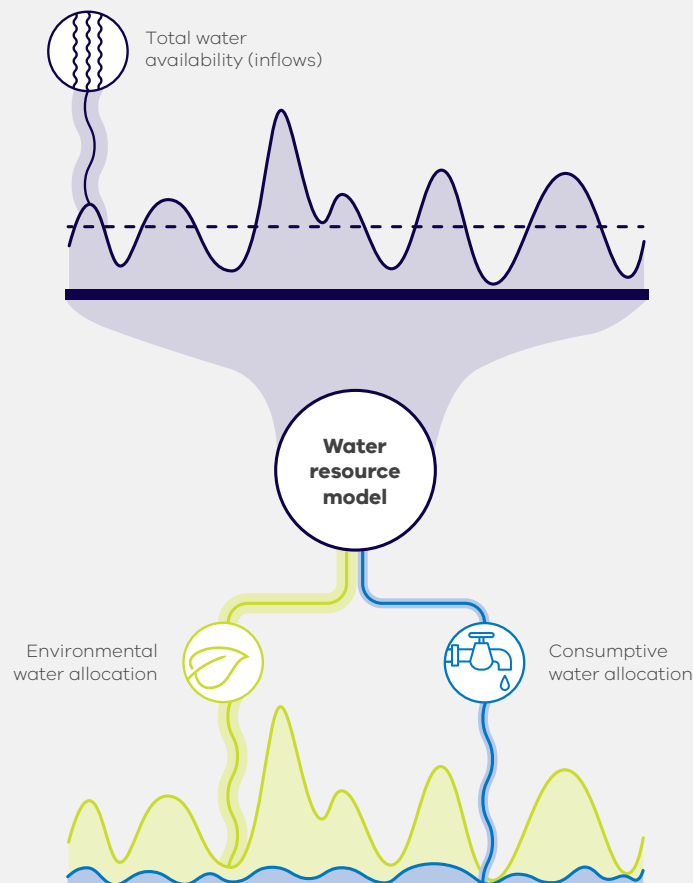 Total water
availability (inflows)
Water
resource
model
Environmental
water allocation
Consumptive
water allocation